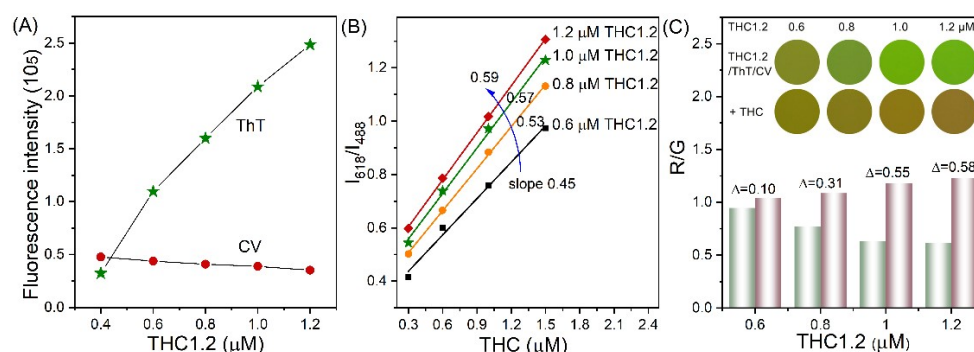 (A)
Fluorescence intensity (10₅)
2.5
2.0
1.5
1.0
0.5
0.0
ThT
CV
0.4 0.6 0.8 1.0 1.2
THC1.2 (μM)
(B)
I₆₁₈/I₄₈₈
1.2
1.0
0.8
0.6
0.4
1.2 μM THC1.2
1.0 μM THC1.2
0.8 μM THC1.2
0.6 μM THC1.2
0.59
0.57
0.53
slope 0.45
0.3 0.6 0.9 1.2 1.5 1.8 2.1 2.4
THC (μM)
(C)
R/G
2.5
2.0
1.5
1.0
0.5
0.0
THC1.2 0.6 0.8 1.0 1.2 μM
THC1.2
/ThT/CV
+ THC
Δ=0.10 Δ=0.31 Δ=0.55 Δ=0.58
0.6 0.8 1 1.2
THC1.2 (μM)